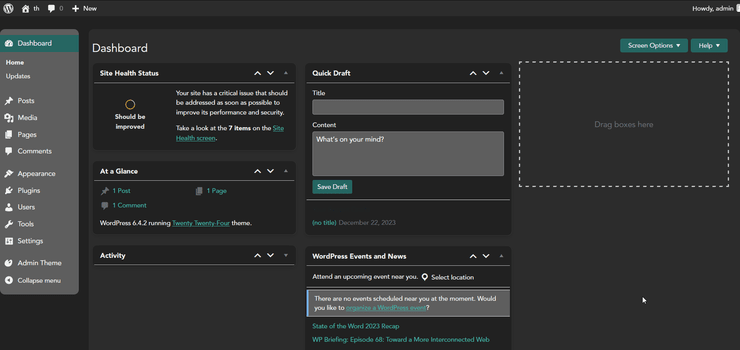 th 0 New Howdy, admin
Dashboard
Home
Updates
Posts
Media
Pages
Comments
Appearance
Plugins
Users
Tools
Settings
Admin Theme
Collapse menu
Dashboard
Screen Options ▼ Help ▼
Site Health Status
Should be
improved
Your site has a critical issue that should
be addressed as soon as possible to
improve its performance and security.
Take a look at the 7 items on the Site
Health screen.
At a Glance
1 Post 1 Page
1 Comment
WordPress 6.4.2 running Twenty Twenty-Four theme.
Activity
Quick Draft
Title
Content
What's on your mind?
Save Draft
(no title) December 22, 2023
WordPress Events and News
Attend an upcoming event near you. Select location
There are no events scheduled near you at the moment. Would
you like to organize a WordPress event?
State of the Word 2023 Recap
WP Briefing: Episode 68: Toward a More Interconnected Web
Drag boxes here